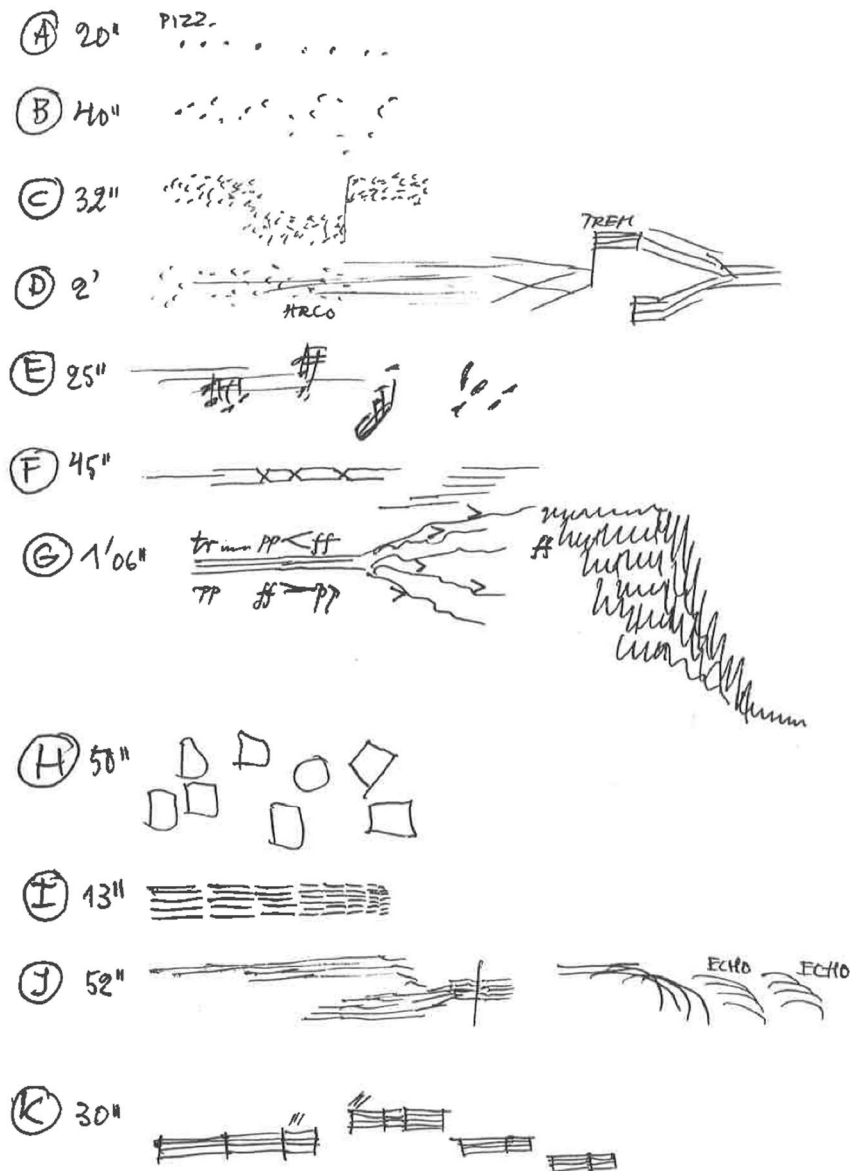 A 20" PIZZ.
B 40"
C 32"
TREM
D 2'
ARCO
E 25"
F 45"
tr pp < ff
G 1'06" ff
pp ff > pp
H 50"
I 13"
ECHO ECHO
J 52"
K 30"